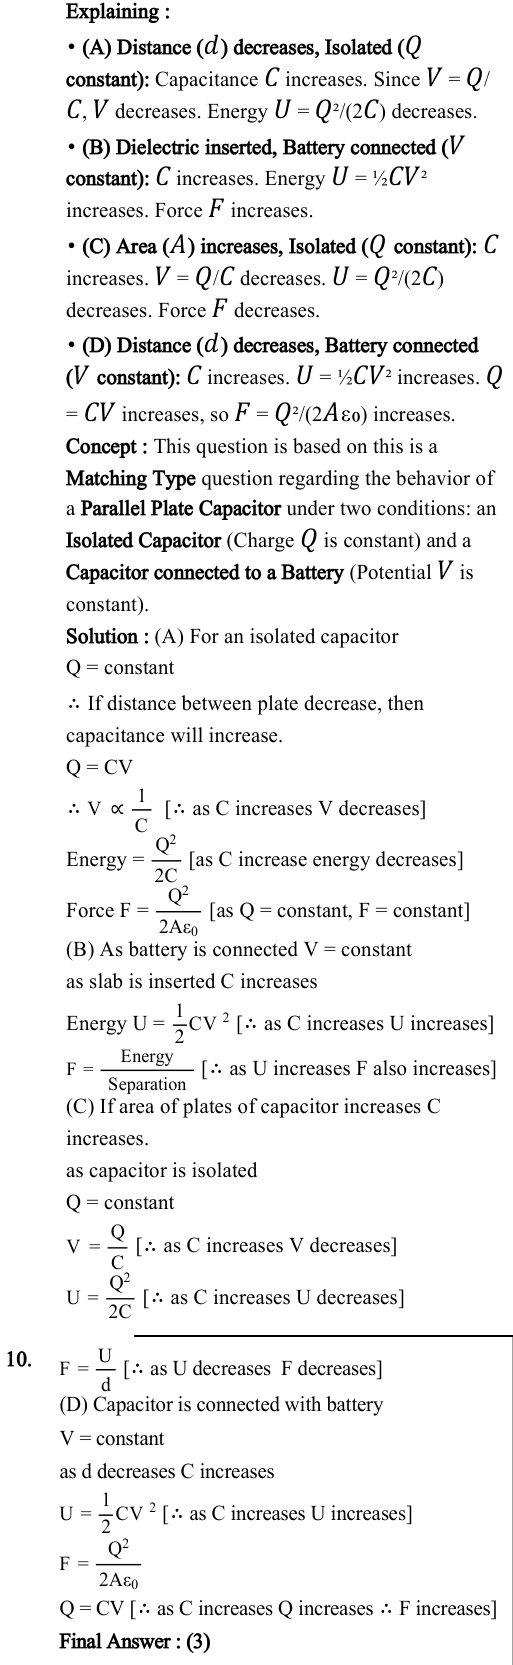 Explaining :
• (A) Distance (d) decreases, Isolated (Q
constant): Capacitance C increases. Since V = Q/
C, V decreases. Energy U = Q²/(2C) decreases.
• (B) Dielectric inserted, Battery connected (V
constant): C increases. Energy U = ½CV²
increases. Force F increases.
• (C) Area (A) increases, Isolated (Q constant): C
increases. V = Q/C decreases. U = Q²/(2C)
decreases. Force F decreases.
• (D) Distance (d) decreases, Battery connected
(V constant): C increases. U = ½CV² increases. Q
= CV increases, so F = Q²/(2Aε₀) increases.
Concept : This question is based on this is a
Matching Type question regarding the behavior of
a Parallel Plate Capacitor under two conditions: an
Isolated Capacitor (Charge Q is constant) and a
Capacitor connected to a Battery (Potential V is
constant).
Solution : (A) For an isolated capacitor
Q = constant
∴ If distance between plate decrease, then
capacitance will increase.
Q = CV
∴ V ∝ 1/C [∴ as C increases V decreases]
Energy = Q²/2C [as C increase energy decreases]
Force F = Q²/2Aε₀ [as Q = constant, F = constant]
(B) As battery is connected V = constant
as slab is inserted C increases
Energy U = 1/2 CV ² [∴ as C increases U increases]
F = Energy/Separation [∴ as U increases F also increases]
(C) If area of plates of capacitor increases C
increases.
as capacitor is isolated
Q = constant
V = Q/C [∴ as C increases V decreases]
U = Q²/2C [∴ as C increases U decreases]
10. F = U/d [∴ as U decreases F decreases]
(D) Capacitor is connected with battery
V = constant
as d decreases C increases
U = 1/2 CV ² [∴ as C increases U increases]
F = Q²/2Aε₀
Q = CV [∴ as C increases Q increases ∴ F increases]
Final Answer : (3)